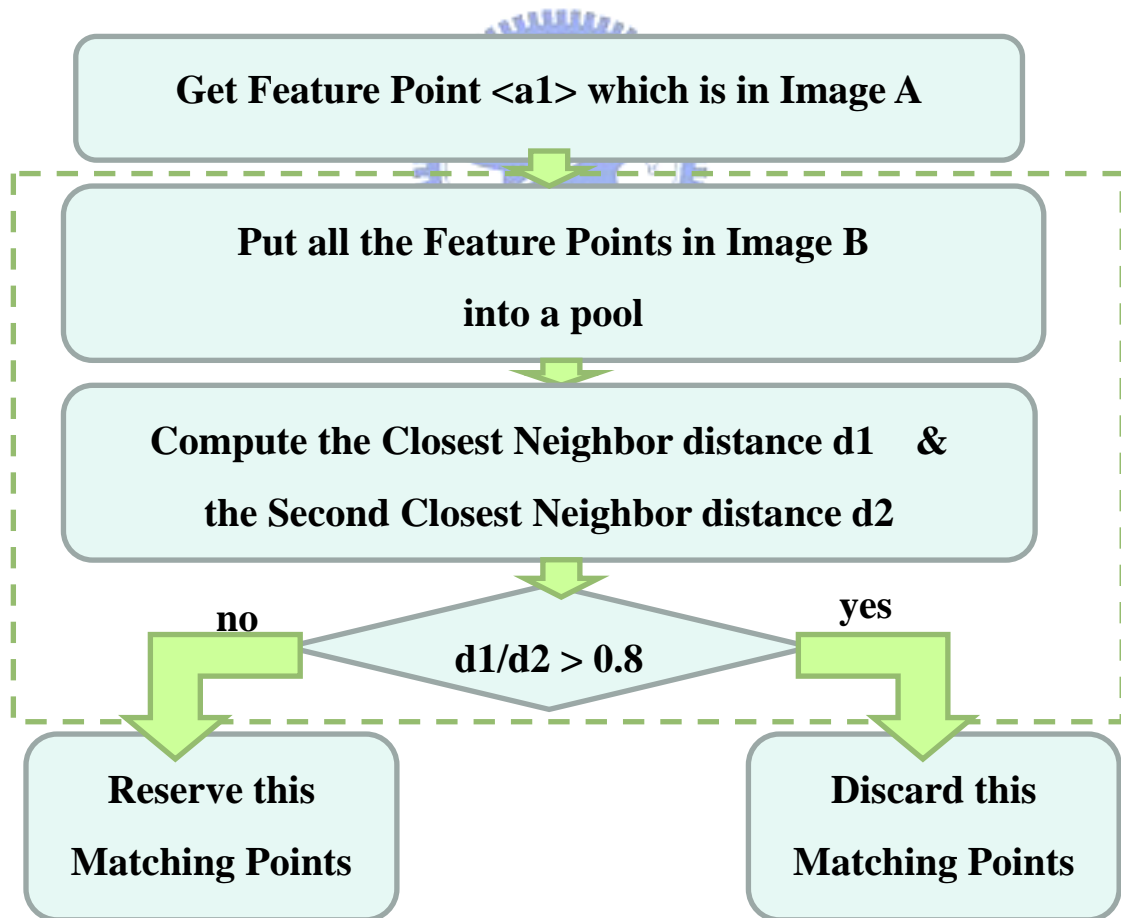 Get Feature Point <a1> which is in Image A
Put all the Feature Points in Image B
into a pool
Compute the Closest Neighbor distance d1 &
the Second Closest Neighbor distance d2
no
yes
d1/d2 > 0.8
Reserve this
Matching Points
Discard this
Matching Points